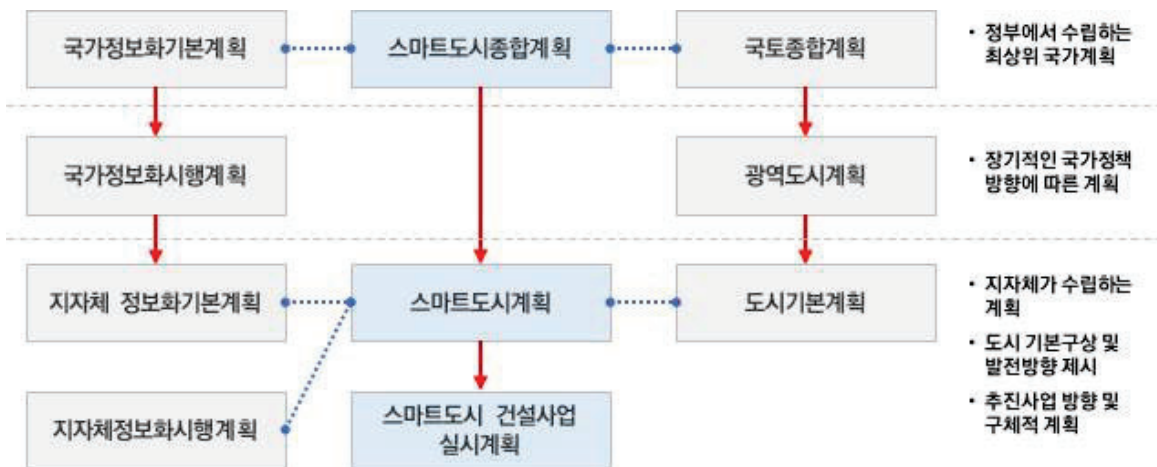 국가정보화기본계획
스마트도시종합계획
국토종합계획
• 정부에서 수립하는
최상위 국가계획
국가정보화시행계획
광역도시계획
• 장기적인 국가정책
방향에 따른 계획
지자체 정보화기본계획
스마트도시계획
도시기본계획
• 지자체가 수립하는
계획
• 도시 기본구상 및
발전방향 제시
• 추진사업 방향 및
구체적 계획
지자체정보화시행계획
스마트도시 건설사업
실시계획